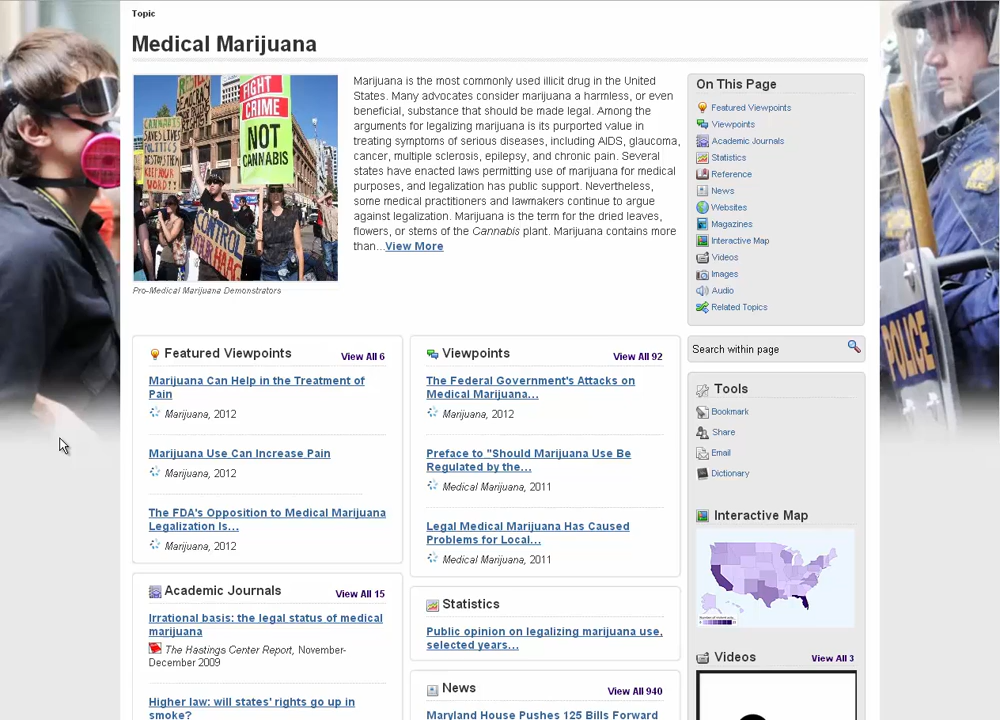 Topic
Medical Marijuana
FIGHT
CRIME
NOT
CANNABIS
CANNABIS
SAVES LIVES
POLITICS
DESTROYS THEM
KEEP YOUR
WORD!!
CONTROL
Marijuana is the most commonly used illicit drug in the United
States. Many advocates consider marijuana a harmless, or even
beneficial, substance that should be made legal. Among the
arguments for legalizing marijuana is its purported value in
treating symptoms of serious diseases, including AIDS, glaucoma,
cancer, multiple sclerosis, epilepsy, and chronic pain. Several
states have enacted laws permitting use of marijuana for medical
purposes, and legalization has public support. Nevertheless,
some medical practitioners and lawmakers continue to argue
against legalization. Marijuana is the term for the dried leaves,
flowers, or stems of the Cannabis plant. Marijuana contains more
than...View More
Pro-Medical Marijuana Demonstrators
On This Page
Featured Viewpoints
Viewpoints
Academic Journals
Statistics
Reference
News
Websites
Magazines
Interactive Map
Videos
Images
Audio
Related Topics
POLICE
Search within page
Featured Viewpoints View All 6
Marijuana Can Help in the Treatment of
Pain
Marijuana, 2012
Marijuana Use Can Increase Pain
Marijuana, 2012
The FDA's Opposition to Medical Marijuana
Legalization Is...
Marijuana, 2012
Viewpoints View All 92
The Federal Government's Attacks on
Medical Marijuana...
Marijuana, 2012
Preface to "Should Marijuana Use Be
Regulated by the...
Medical Marijuana, 2011
Legal Medical Marijuana Has Caused
Problems for Local...
Medical Marijuana, 2011
Tools
Bookmark
Share
Email
Dictionary
Interactive Map
Academic Journals View All 15
Irrational basis: the legal status of medical
marijuana
The Hastings Center Report, November-
December 2009
Higher law: will states' rights go up in
smoke?
Statistics
Public opinion on legalizing marijuana use,
selected years...
News View All 940
Maryland House Pushes 125 Bills Forward
Videos View All 3